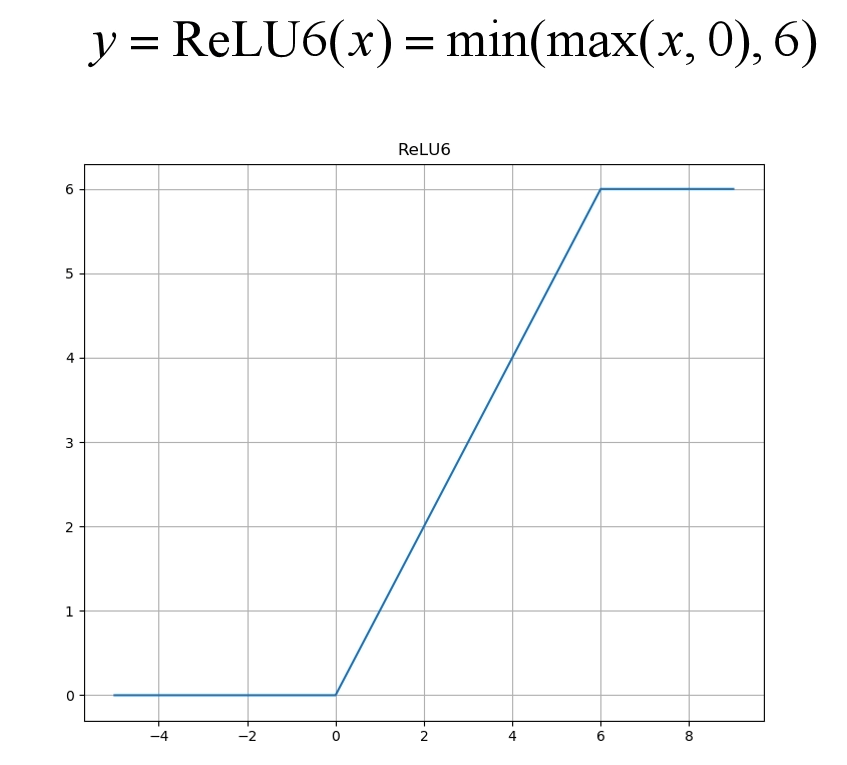 y = ReLU6(x) = min(max(x, 0), 6)
ReLU6
6
5
4
3
2
1
0
−4 −2 0 2 4 6 8